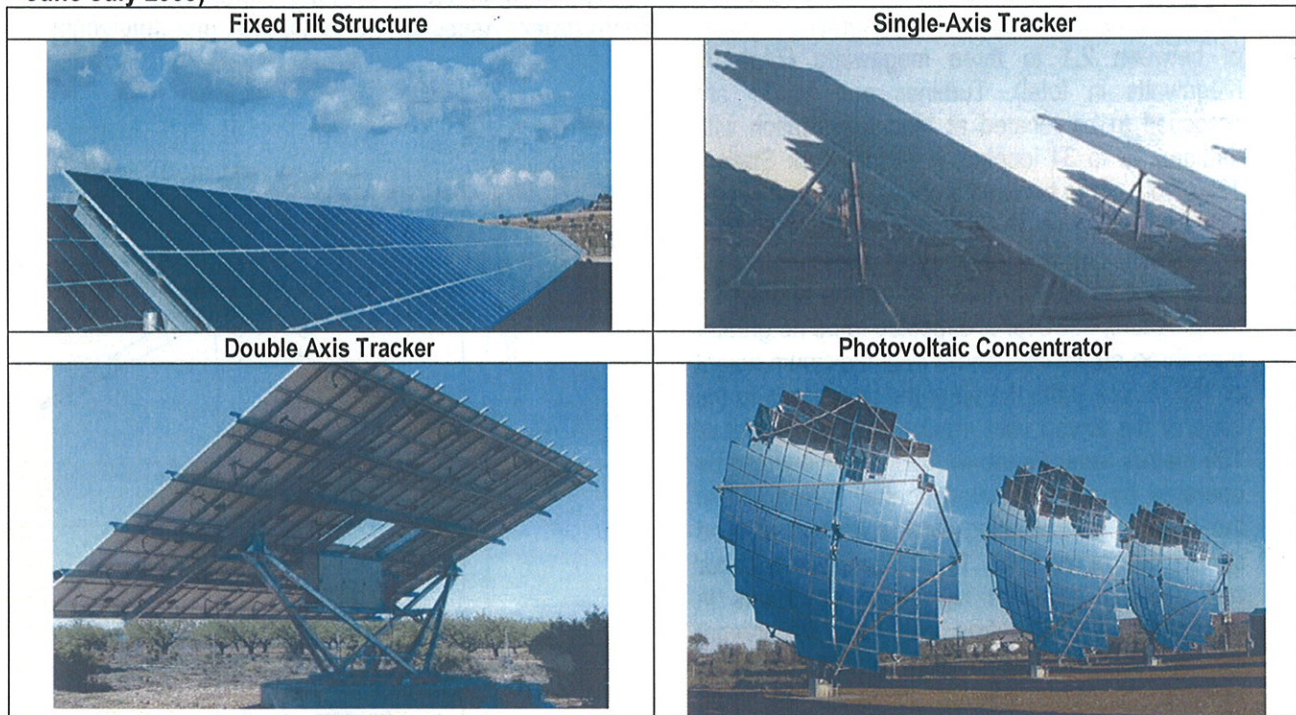 Fixed Tilt Structure
Single-Axis Tracker
Double Axis Tracker
Photovoltaic Concentrator